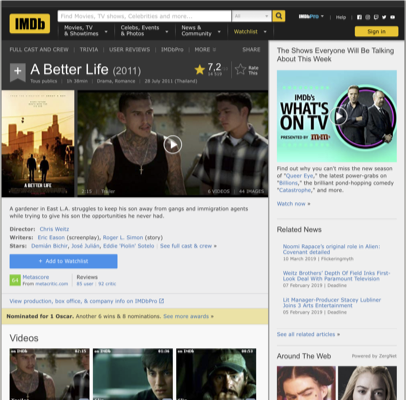 IMDb
Find Movies, TV shows, Celebrities and more...
All
Movies, TV
& Showtimes
Celebs, Events
& Photos
News &
Community
Watchlist
IMDbPro
Help
Sign in
FULL CAST AND CREW | TRIVIA | USER REVIEWS | IMDbPro | MORE
SHARE
A Better Life (2011)
7,2
Rate
This
Tous publics | 1h 38min | Drama, Romance | 28 July 2011 (Thailand)
A BETTER LIFE
2:15 | Trailer
6 VIDEOS | 44 IMAGES
A gardener in East L.A. struggles to keep his son away from gangs and immigration agents
while trying to give his son the opportunities he never had.
Director: Chris Weitz
Writers: Eric Eason (screenplay), Roger L. Simon (story)
Stars: Demián Bichir, José Julián, Eddie 'Piolin' Sotelo | See full cast & crew »
+ Add to Watchlist
Metascore
From metacritic.com
Reviews
View production, box office, & company info on IMDbPro
Nominated for 1 Oscar. Another 6 wins & 8 nominations. See more awards »
Videos
The Shows Everyone Will Be Talking
About This Week
IMDb's
WHAT'S
ON TV
PRESENTED BY m&m's
Find out why you can't miss the new season
of "Queer Eye," the latest power-grabs on
"Billions," the brilliant pond-hopping comedy
"Catastrophe," and more.
Watch now »
Related News
Noomi Rapace's original role in Alien:
Covenant detailed
10 March 2019 | Flickeringmyth
Weitz Brothers' Depth Of Field Inks First-
Look Deal With Paramount Television
07 February 2019 | Deadline
Lit Manager-Producer Stacey Lubliner
Joins 3 Arts Entertainment
05 February 2019 | Deadline
See all related articles »
Around The Web
Powered by ZergNet